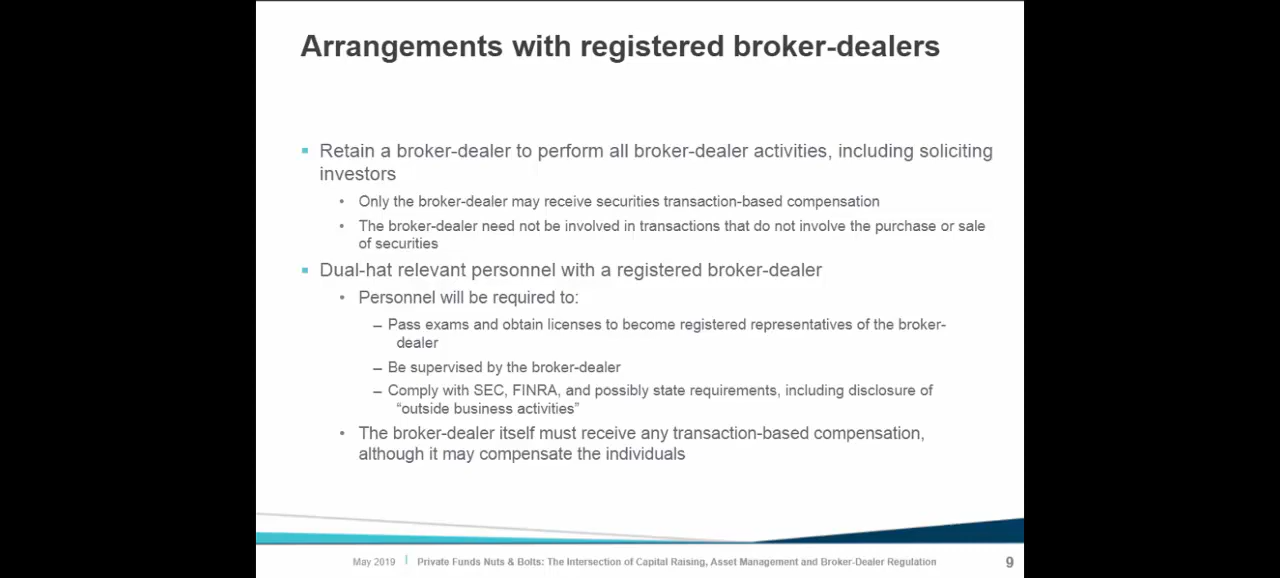 Arrangements with registered broker-dealers
▪ Retain a broker-dealer to perform all broker-dealer activities, including soliciting
investors
• Only the broker-dealer may receive securities transaction-based compensation
• The broker-dealer need not be involved in transactions that do not involve the purchase or sale
of securities
▪ Dual-hat relevant personnel with a registered broker-dealer
• Personnel will be required to:
– Pass exams and obtain licenses to become registered representatives of the broker-
dealer
– Be supervised by the broker-dealer
– Comply with SEC, FINRA, and possibly state requirements, including disclosure of
“outside business activities”
• The broker-dealer itself must receive any transaction-based compensation,
although it may compensate the individuals
May 2019 | Private Funds Nuts & Bolts: The Intersection of Capital Raising, Asset Management and Broker-Dealer Regulation 9